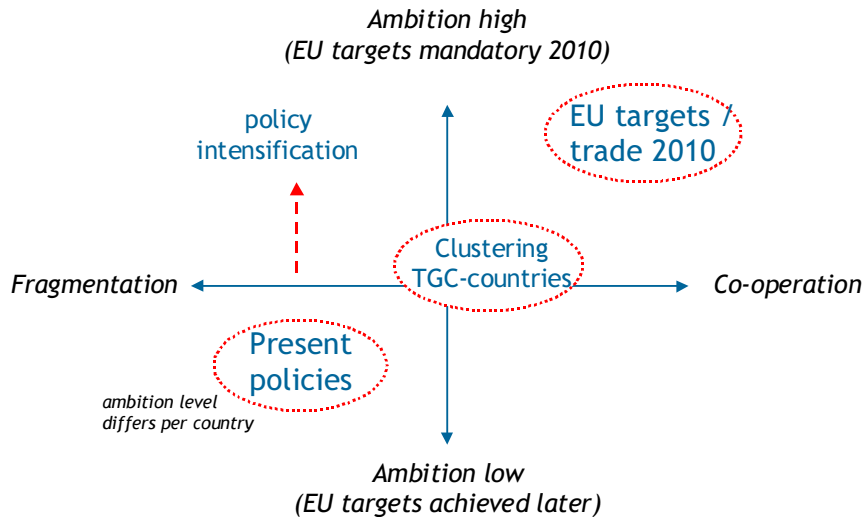 Ambition high
(EU targets mandatory 2010)
policy
intensification
EU targets /
trade 2010
Clustering
TGC-countries
Fragmentation
Co-operation
Present
policies
ambition level
differs per country
Ambition low
(EU targets achieved later)